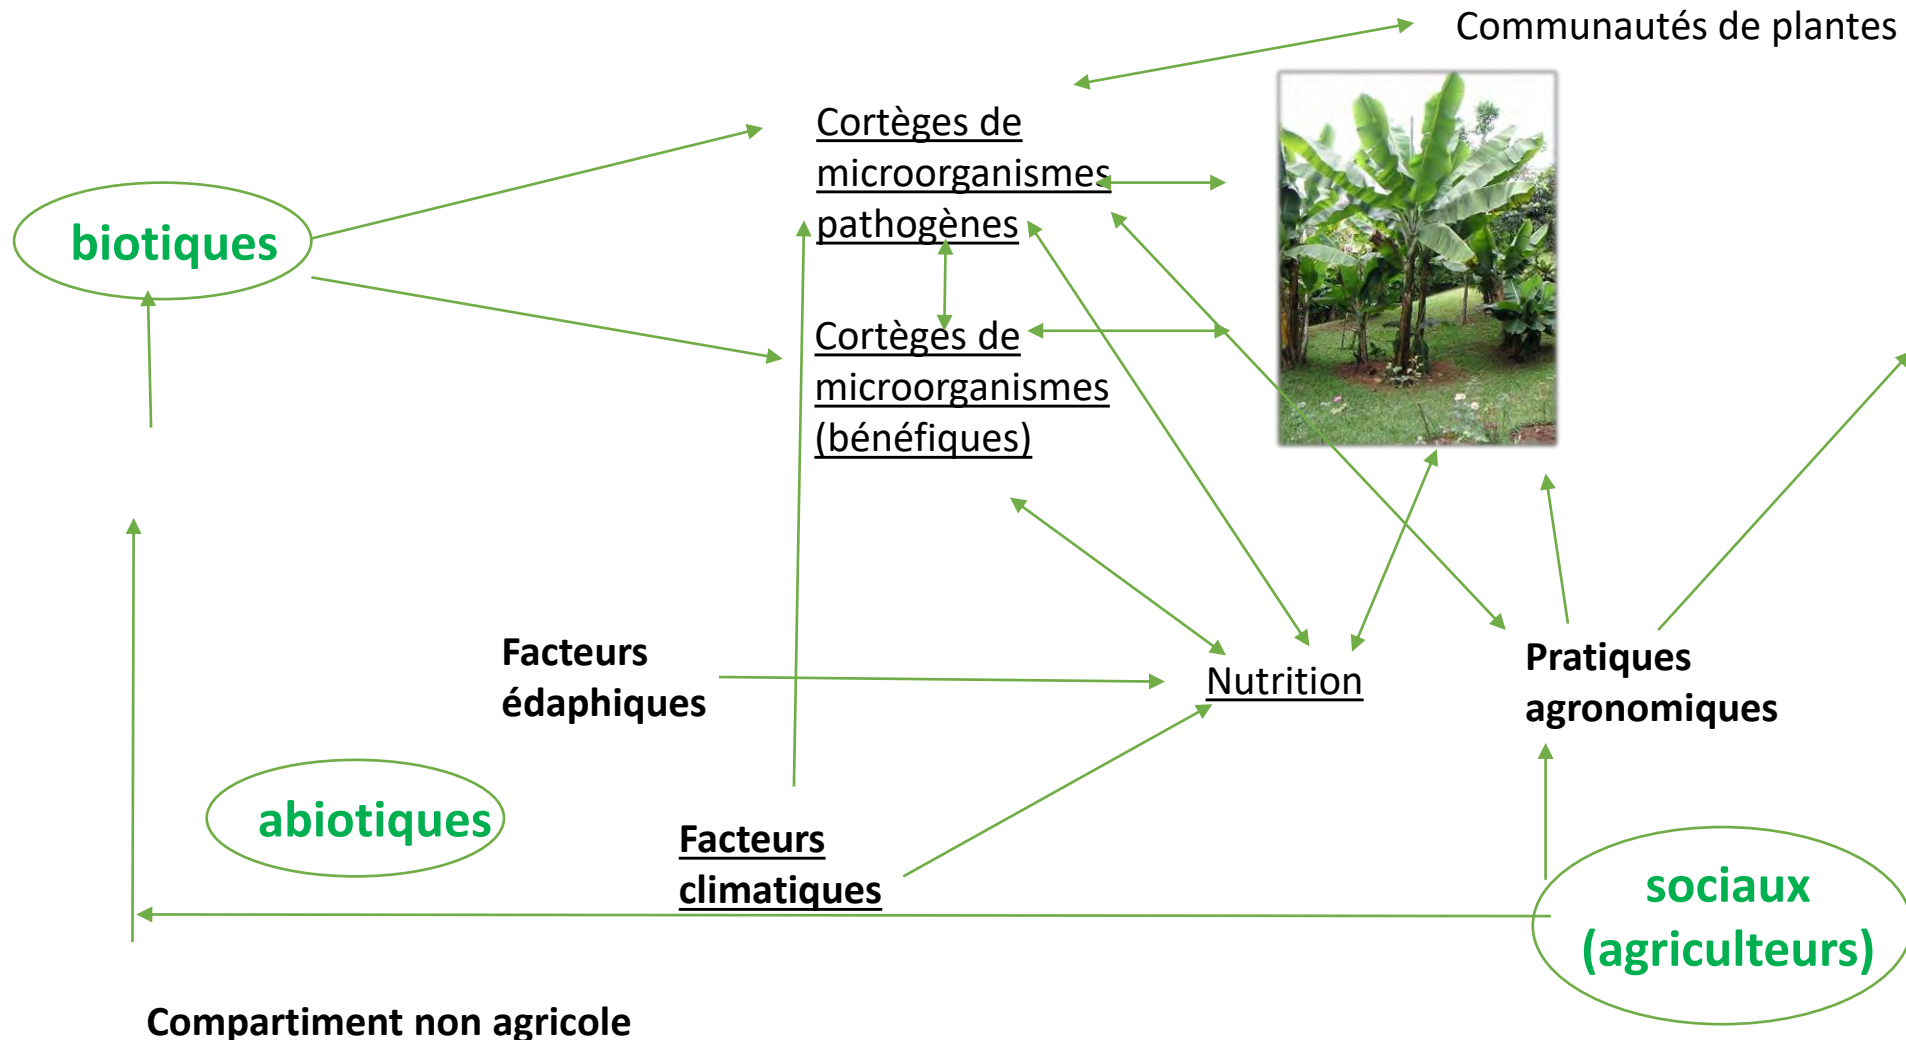 Communautés de plantes
Cortèges de
microorganismes
pathogènes
biotiques
Cortèges de
microorganismes
(bénéfiques)
Facteurs
édaphiques
Nutrition
Pratiques
agronomiques
abiotiques
Facteurs
climatiques
sociaux
(agriculteurs)
Compartiment non agricole